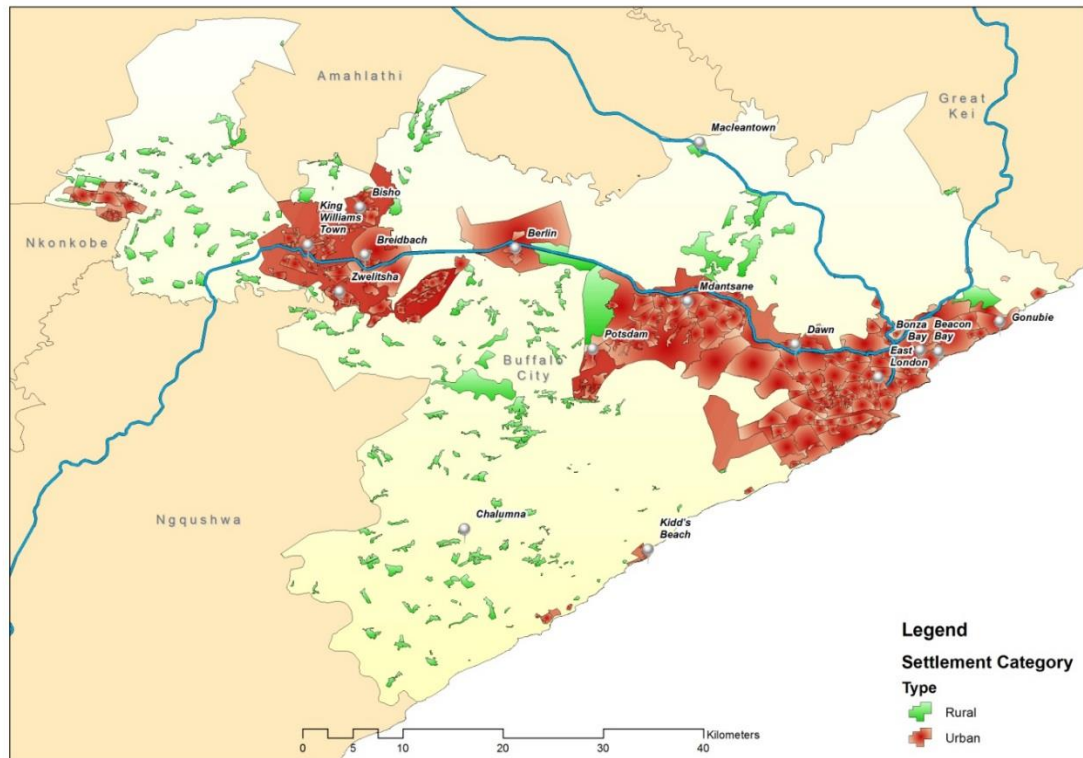 Amahlathi
Great
Kei
Macleantown
Bisho
King
Williams
Town
Nkonkobe
Breidbach
Berlin
Zwelitsha
Mdantsane
Gonubie
Bonza
Bay
Beacon
Bay
Dawn
Potsdam
East
London
Buffalo
City
Ngqushwa
Chalumna
Kidd's
Beach
Legend
Settlement Category
Type
Rural
Urban
0 5 10 20 30 40
Kilometers